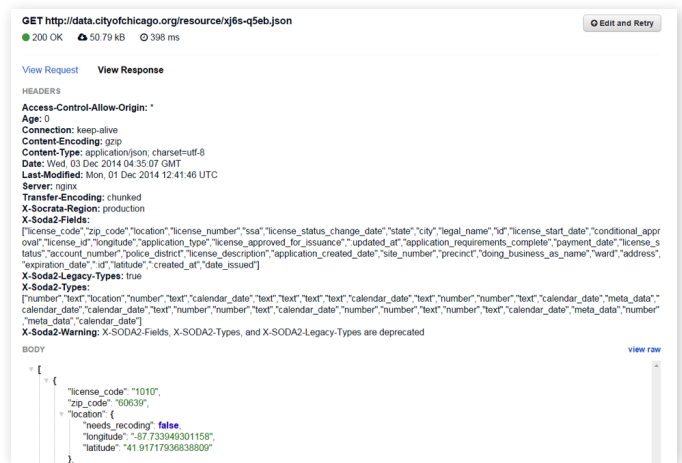 GET http://data.cityofchicago.org/resource/xj6s-q5eb.json
Edit and Retry
200 OK 50.79 kB 398 ms
View Request View Response
HEADERS
Access-Control-Allow-Origin: *
Age: 0
Connection: keep-alive
Content-Encoding: gzip
Content-Type: application/json; charset=utf-8
Date: Wed, 03 Dec 2014 04:35:07 GMT
Last-Modified: Mon, 01 Dec 2014 12:41:46 UTC
Server: nginx
Transfer-Encoding: chunked
X-Socrata-Region: production
X-Soda2-Fields:
["license_code","zip_code","location","license_number","ssa","license_status_change_date","state","city","legal_name","id","license_start_date","conditional_appr
oval","license_id","longitude","application_type","license_approved_for_issuance",":updated_at","application_requirements_complete","payment_date","license_s
tatus","account_number","police_district","license_description","application_created_date","site_number","precinct","doing_business_as_name","ward","address",
"expiration_date",":id","latitude",":created_at","date_issued"]
X-Soda2-Legacy-Types: true
X-Soda2-Types:
["number","text","location","number","text","calendar_date","text","text","text","text","calendar_date","text","number","number","text","calendar_date","meta_data","
calendar_date","calendar_date","text","number","number","text","calendar_date","number","number","text","number","text","calendar_date","meta_data","number"
,"meta_data","calendar_date"]
X-Soda2-Warning: X-SODA2-Fields, X-SODA2-Types, and X-SODA2-Legacy-Types are deprecated
BODY
view raw
[
{
"license_code": "1010",
"zip_code": "60639",
"location": {
"needs_recoding": false,
"longitude": "-87.733949301158",
"latitude": "41.91717936838809"
},